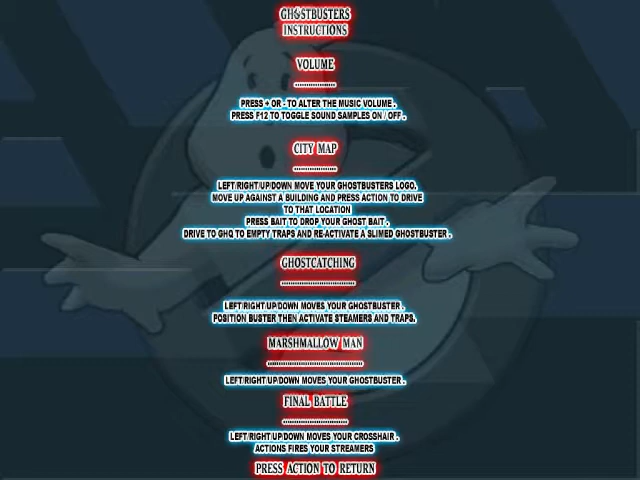 GHOSTBUSTERS
INSTRUCTIONS
VOLUME
PRESS + OR - TO ALTER THE MUSIC VOLUME .
PRESS F12 TO TOGGLE SOUND SAMPLES ON / OFF .
CITY MAP
LEFT/RIGHT/UP/DOWN MOVE YOUR GHOSTBUSTERS LOGO.
MOVE UP AGAINST A BUILDING AND PRESS ACTION TO DRIVE
TO THAT LOCATION
PRESS BAIT TO DROP YOUR GHOST BAIT .
DRIVE TO GHQ TO EMPTY TRAPS AND RE-ACTIVATE A SLIMED GHOSTBUSTER .
GHOSTCATCHING
LEFT/RIGHT/UP/DOWN MOVES YOUR GHOSTBUSTER .
POSITION BUSTER THEN ACTIVATE STEAMERS AND TRAPS.
MARSHMALLOW MAN
LEFT/RIGHT/UP/DOWN MOVES YOUR GHOSTBUSTER .
FINAL BATTLE
LEFT/RIGHT/UP/DOWN MOVES YOUR CROSSHAIR .
ACTIONS FIRES YOUR STREAMERS
PRESS ACTION TO RETURN